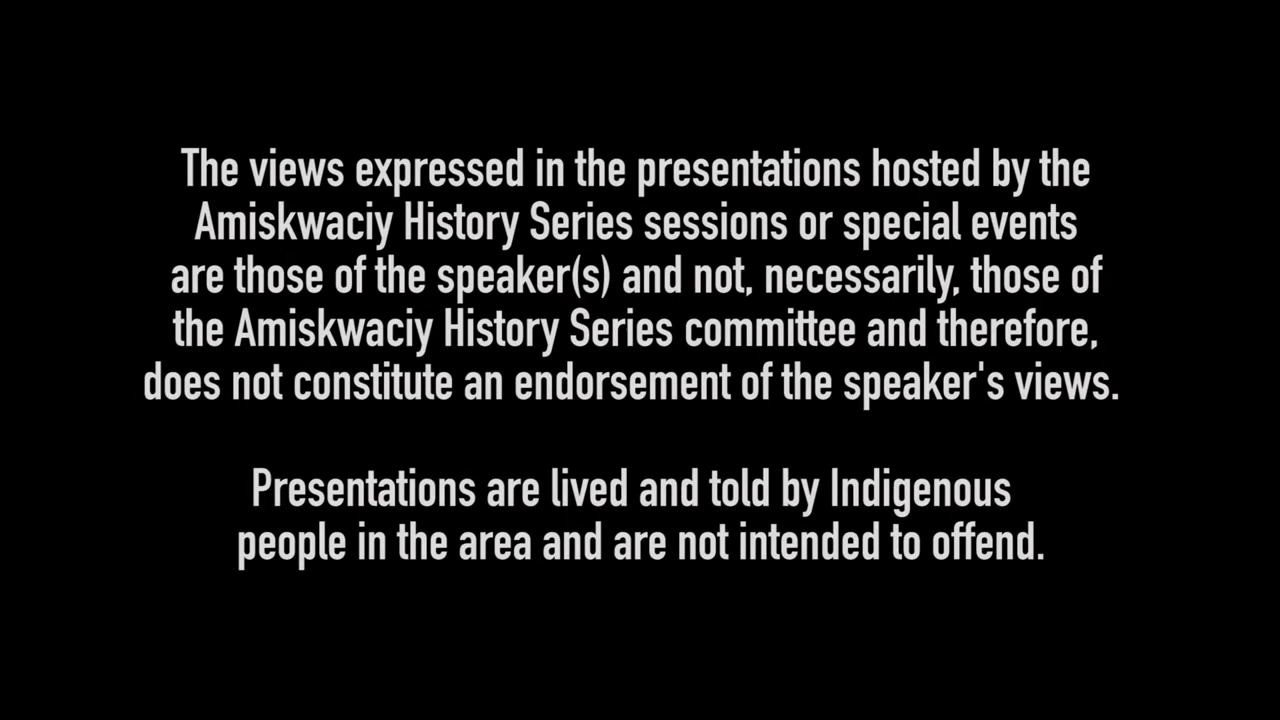 The views expressed in the presentations hosted by the
Amiskwaciy History Series sessions or special events
are those of the speaker(s) and not, necessarily, those of
the Amiskwaciy History Series committee and therefore,
does not constitute an endorsement of the speaker's views.
Presentations are lived and told by Indigenous
people in the area and are not intended to offend.